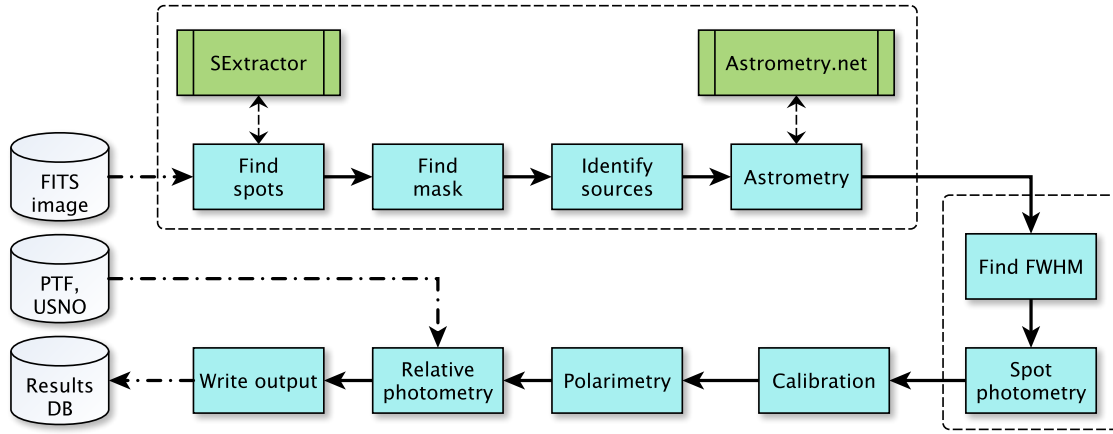 SExtractor
Astrometry.net
FITS
image
Find
spots
Find
mask
Identify
sources
Astrometry
PTF,
USNO
Find FWHM
Results
DB
Write output
Relative
photometry
Polarimetry
Calibration
Spot
photometry